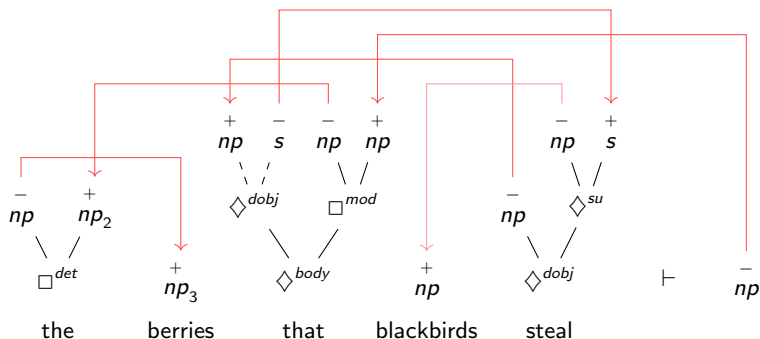 + − − + − +
np s np np np s
− + ◇dobj □mod − ◇su
np np₂ np
□det + ◇body + ◇dobj ⊢ −
np₃ np np
the berries that blackbirds steal